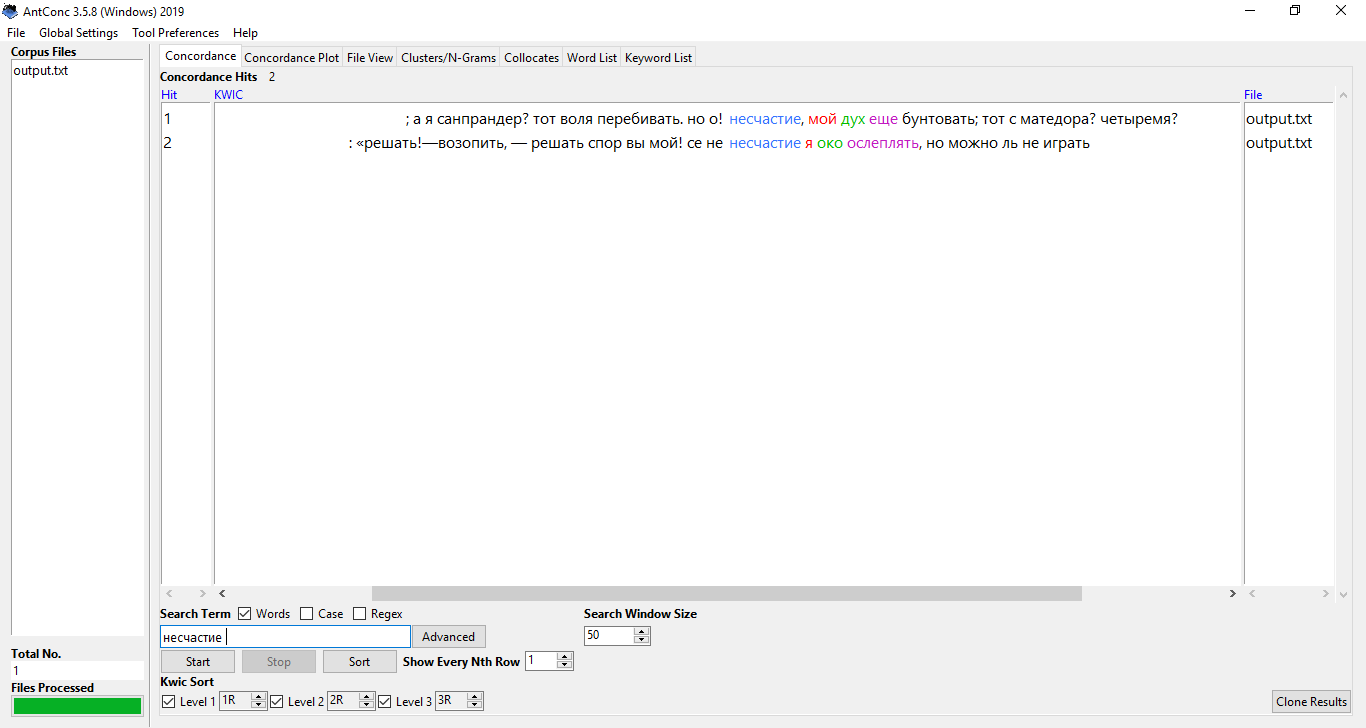 AntConc 3.5.8 (Windows) 2019
File Global Settings Tool Preferences Help
Corpus Files
output.txt
Concordance Concordance Plot File View Clusters/N-Grams Collocates Word List Keyword List
Concordance Hits 2
Hit KWIC File
1 ; а я санпрандер? тот воля перебивать. но о! несчастие, мой дух еще бунтовать; тот с матедора? четыремя? output.txt
2 : «решать!—возопить, — решать спор вы мой! се не несчастие я око ослеплять, но можно ль не играть output.txt
Search Term Words Case Regex Search Window Size
несчастие Advanced 50
Start Stop Sort Show Every Nth Row 1
Kwic Sort
Level 1 1R Level 2 2R Level 3 3R Clone Results
Total No.
1
Files Processed